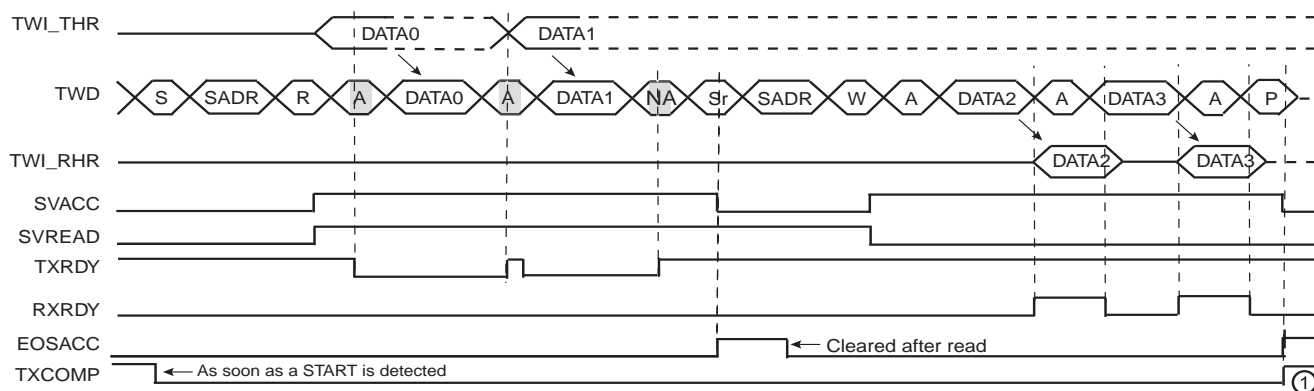 TWI_THR DATA0 DATA1
TWD S SADR R A DATA0 A DATA1 NA Sr SADR W A DATA2 A DATA3 A P
TWI_RHR DATA2 DATA3
SVACC
SVREAD
TXRDY
RXRDY
EOSACC Cleared after read
TXCOMP As soon as a START is detected 1